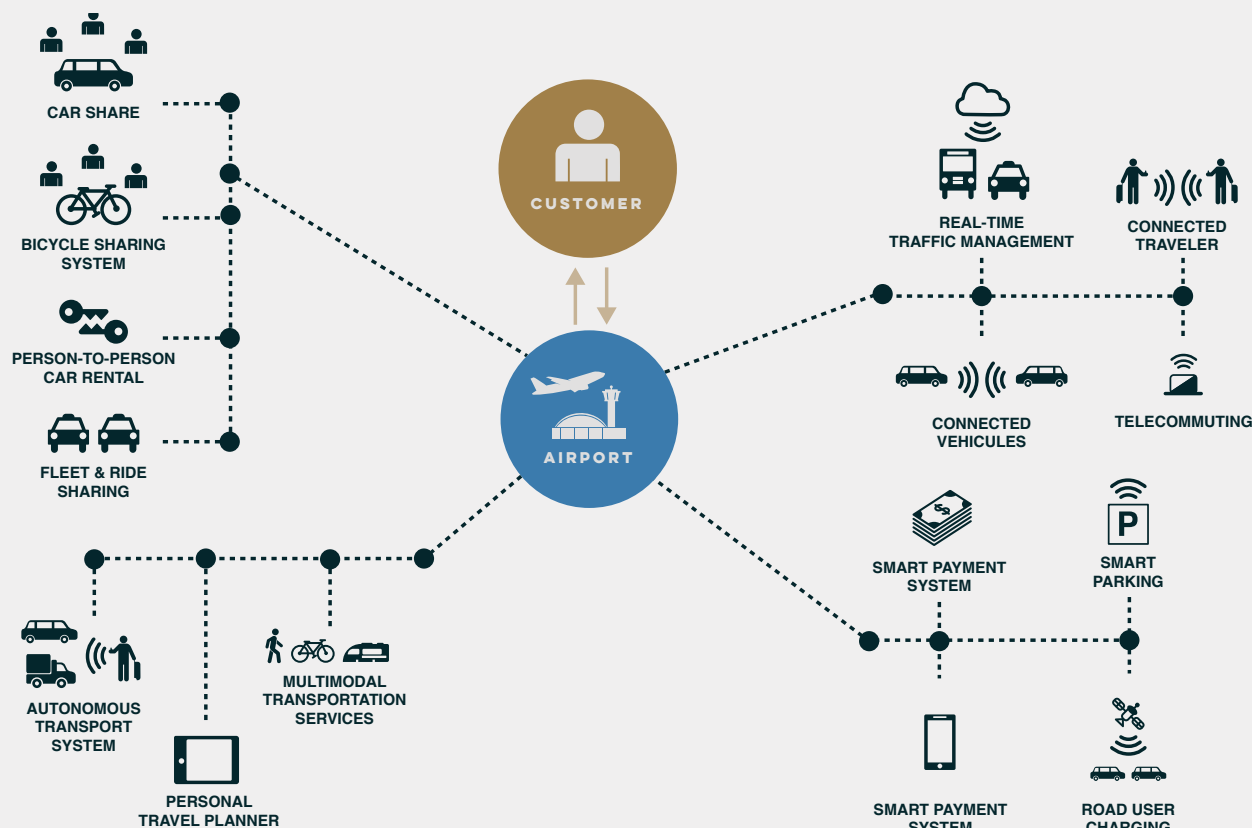 CAR SHARE
BICYCLE SHARING
SYSTEM
PERSON-TO-PERSON
CAR RENTAL
FLEET & RIDE
SHARING
CUSTOMER
AIRPORT
REAL-TIME
TRAFFIC MANAGEMENT
CONNECTED
TRAVELER
CONNECTED
VEHICULES
TELECOMMUTING
$
SMART PAYMENT
SYSTEM
P
SMART
PARKING
AUTONOMOUS
TRANSPORT
SYSTEM
PERSONAL
TRAVEL PLANNER
MULTIMODAL
TRANSPORTATION
SERVICES
SMART PAYMENT
SYSTEM
ROAD USER
CHARGING